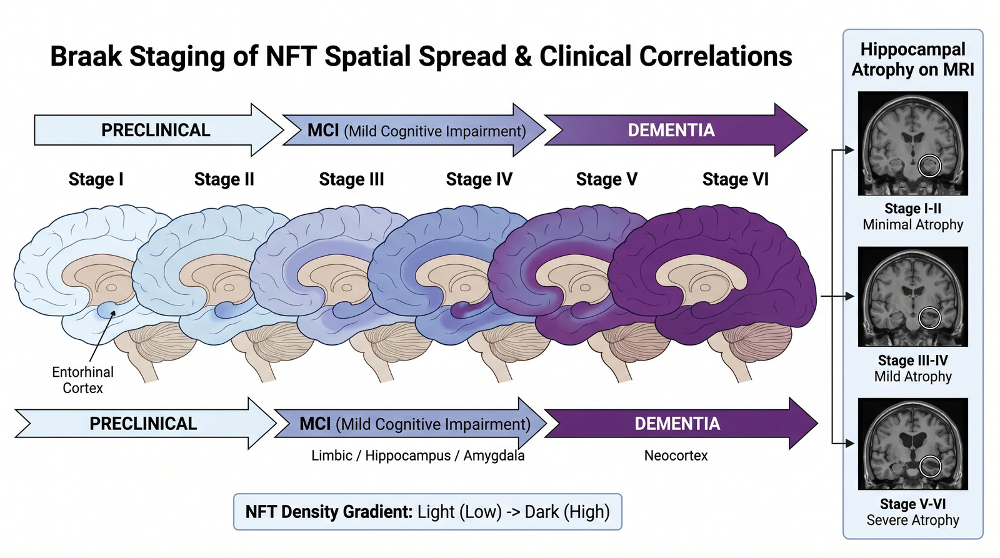 Braak Staging of NFT Spatial Spread & Clinical Correlations
PRECLINICAL
MCI (Mild Cognitive Impairment)
DEMENTIA
Stage I
Stage II
Stage III
Stage IV
Stage V
Stage VI
Entorhinal
Cortex
PRECLINICAL
MCI (Mild Cognitive Impairment)
DEMENTIA
Limbic / Hippocampus / Amygdala
Neocortex
NFT Density Gradient: Light (Low) -> Dark (High)
Hippocampal
Atrophy on MRI
Stage I-II
Minimal Atrophy
Stage III-IV
Mild Atrophy
Stage V-VI
Severe Atrophy